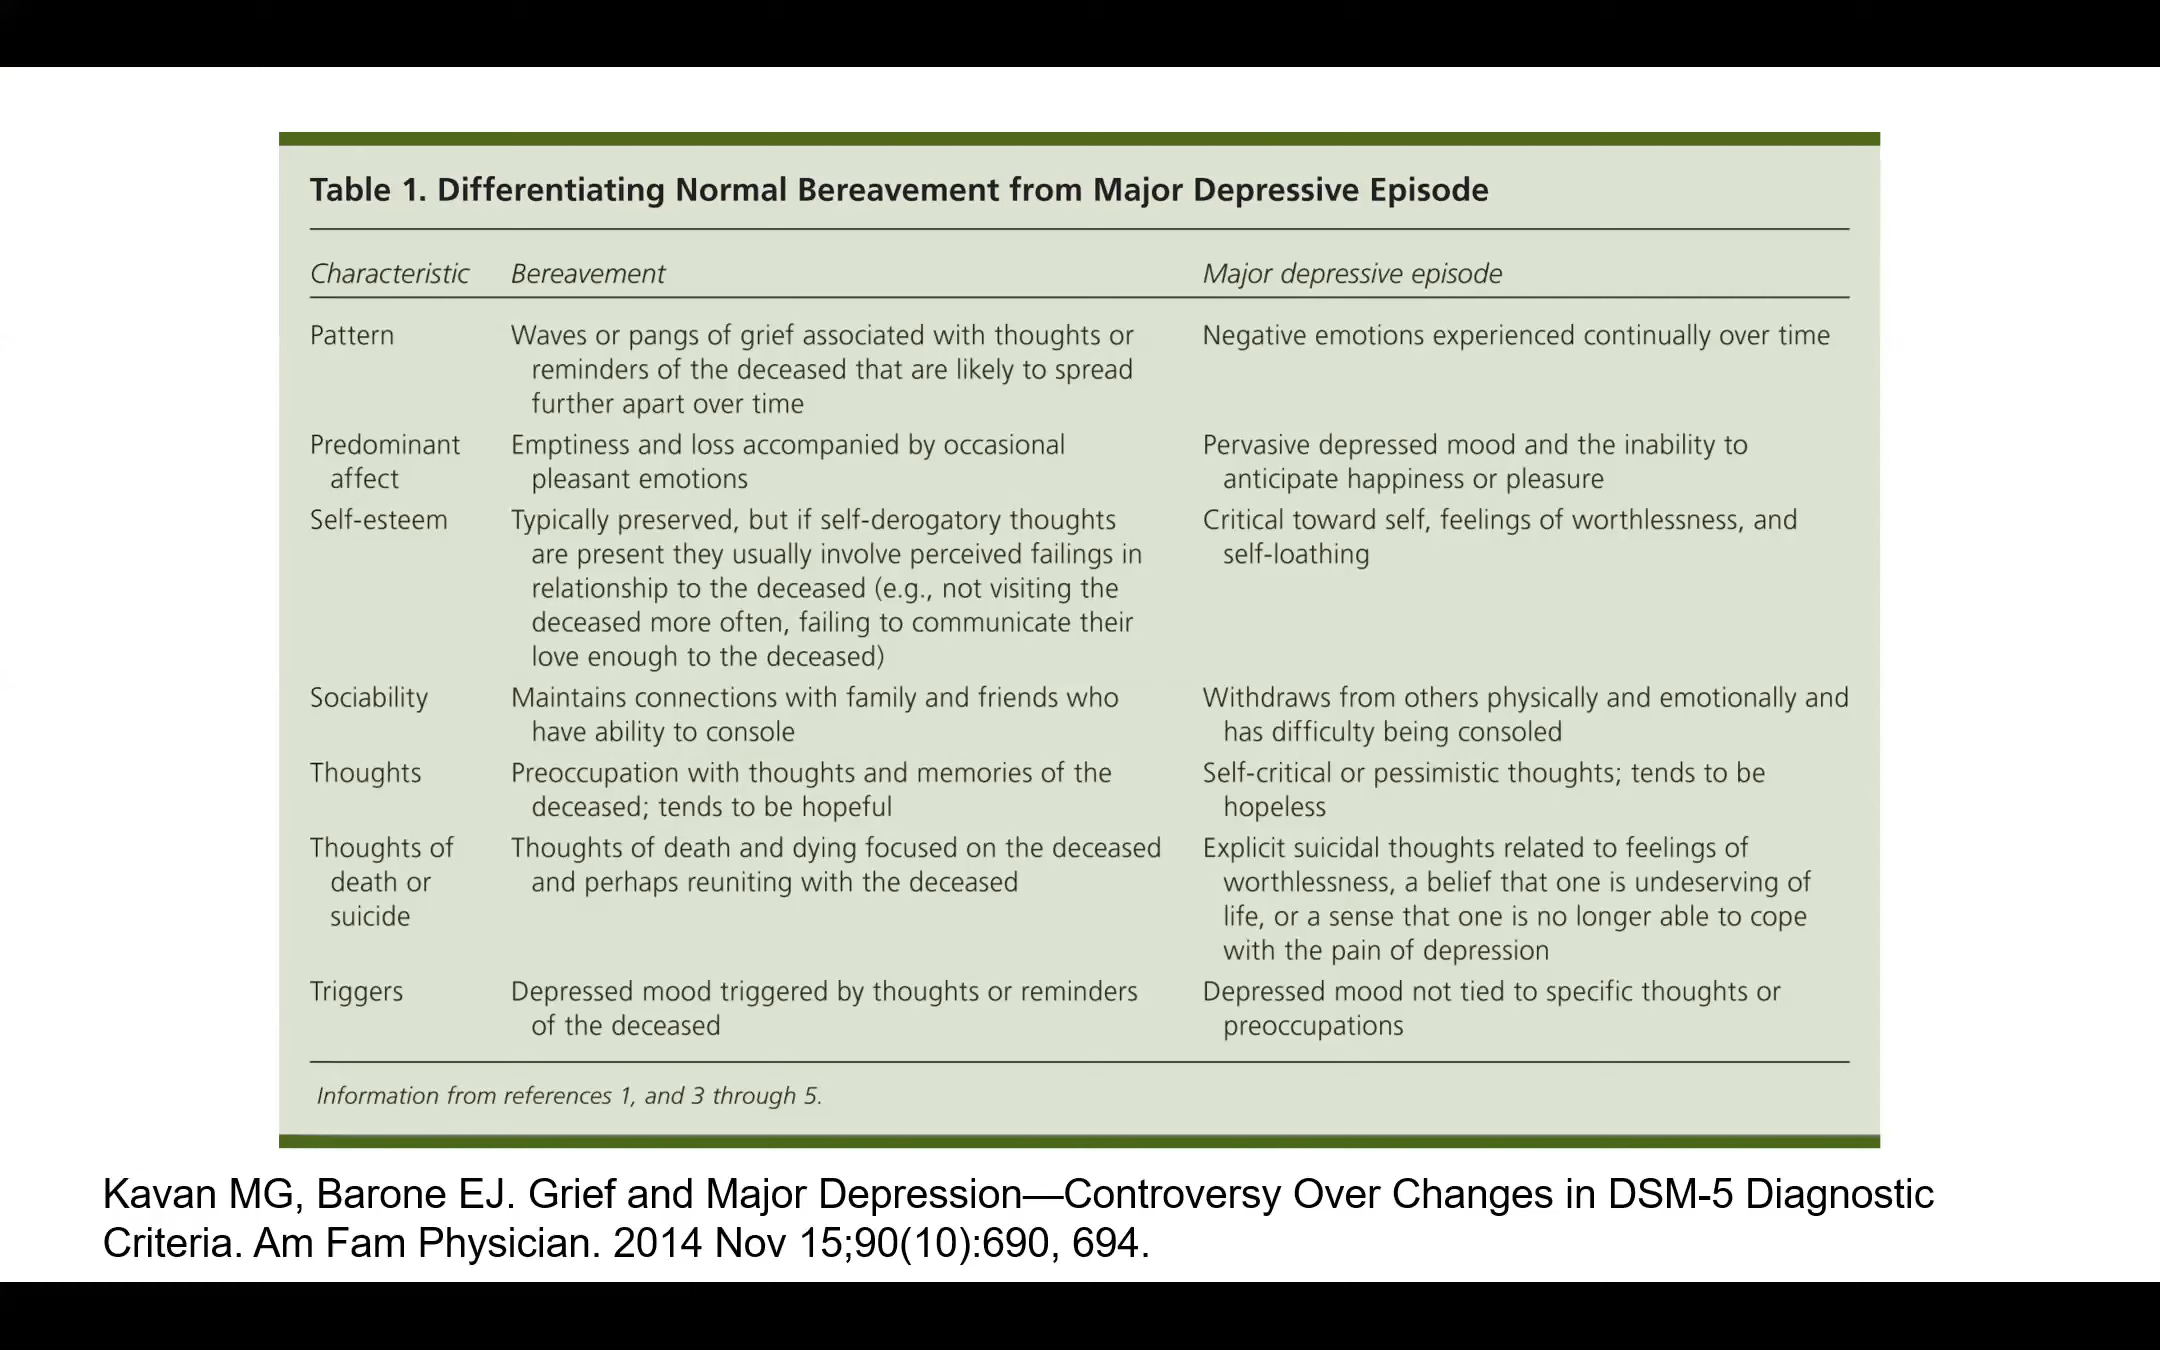 Table 1. Differentiating Normal Bereavement from Major Depressive Episode
Characteristic Bereavement Major depressive episode
Pattern Waves or pangs of grief associated with thoughts or Negative emotions experienced continually over time
reminders of the deceased that are likely to spread
further apart over time
Predominant Emptiness and loss accompanied by occasional Pervasive depressed mood and the inability to
affect pleasant emotions anticipate happiness or pleasure
Self-esteem Typically preserved, but if self-derogatory thoughts Critical toward self, feelings of worthlessness, and
are present they usually involve perceived failings in self-loathing
relationship to the deceased (e.g., not visiting the
deceased more often, failing to communicate their
love enough to the deceased)
Sociability Maintains connections with family and friends who Withdraws from others physically and emotionally and
have ability to console has difficulty being consoled
Thoughts Preoccupation with thoughts and memories of the Self-critical or pessimistic thoughts; tends to be
deceased; tends to be hopeful hopeless
Thoughts of Thoughts of death and dying focused on the deceased Explicit suicidal thoughts related to feelings of
death or and perhaps reuniting with the deceased worthlessness, a belief that one is undeserving of
suicide life, or a sense that one is no longer able to cope
with the pain of depression
Triggers Depressed mood triggered by thoughts or reminders Depressed mood not tied to specific thoughts or
of the deceased preoccupations
Information from references 1, and 3 through 5.
Kavan MG, Barone EJ. Grief and Major Depression—Controversy Over Changes in DSM-5 Diagnostic
Criteria. Am Fam Physician. 2014 Nov 15;90(10):690, 694.